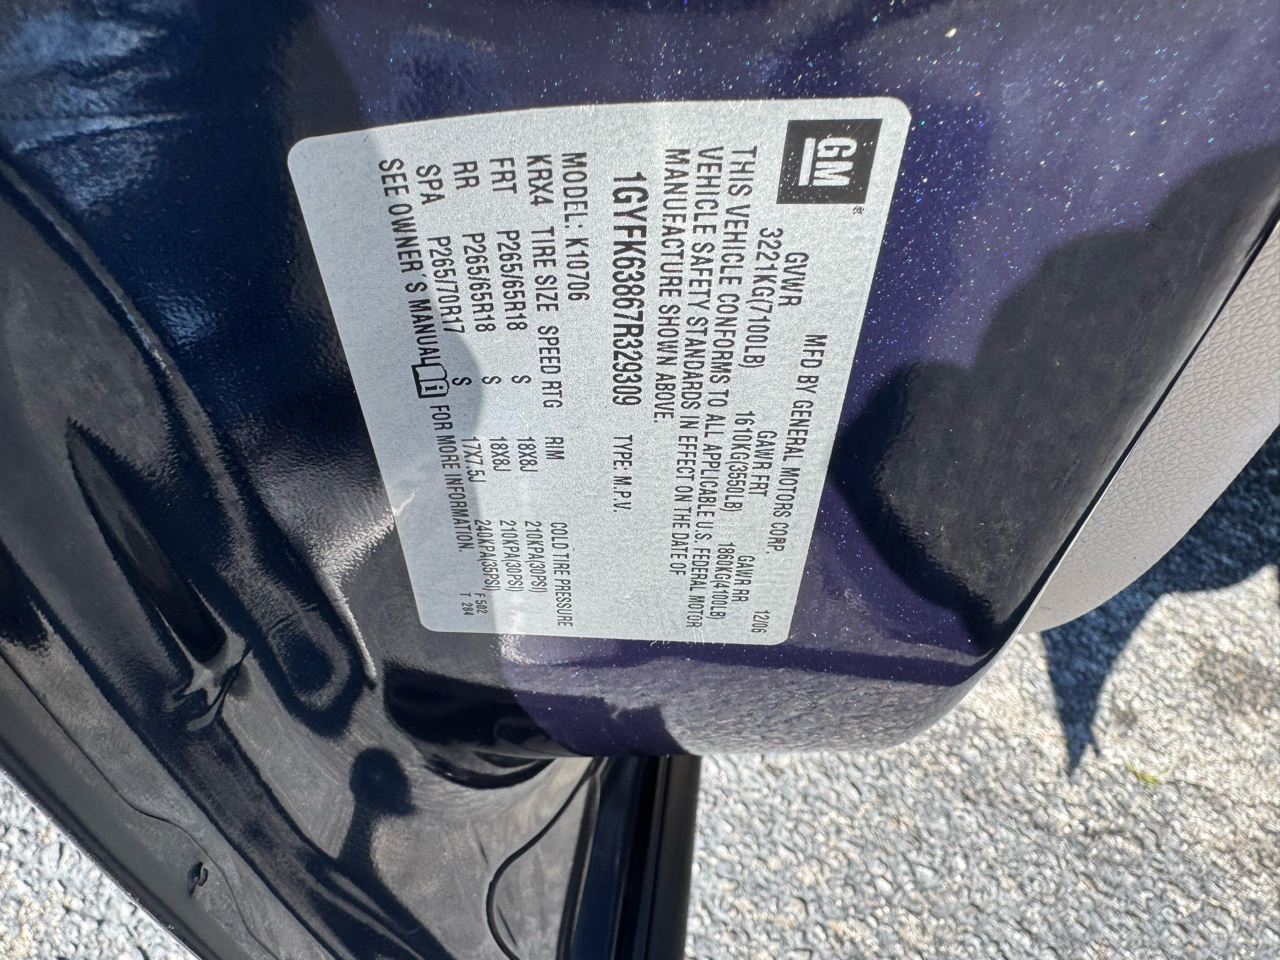 GM®
MFD BY GENERAL MOTORS CORP. 12/06
GVWR GAWR FRT GAWR RR
3221KG(7100LB) 1610KG(3550LB) 1860KG(4100LB)
THIS VEHICLE CONFORMS TO ALL APPLICABLE U.S. FEDERAL MOTOR
VEHICLE SAFETY STANDARDS IN EFFECT ON THE DATE OF
MANUFACTURE SHOWN ABOVE.
1GYFK63867R329309 TYPE: M.P.V.
MODEL: K10706
KRX4 TIRE SIZE SPEED RTG RIM COLD TIRE PRESSURE
FRT P265/65R18 S 18X8J 210KPA(30PSI)
RR P265/65R18 S 18X8J 210KPA(30PSI)
SPA P265/70R17 S 17X7.5J 240KPA(35PSI) F 502
SEE OWNER'S MANUAL FOR MORE INFORMATION. T 284